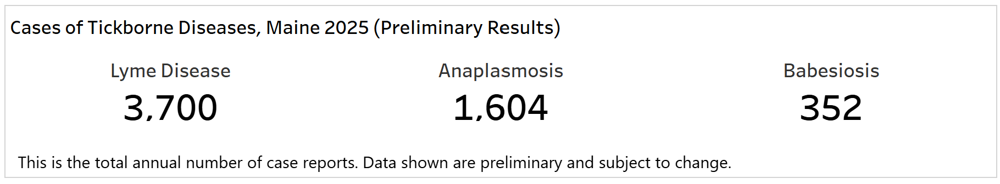 Cases of Tickborne Diseases, Maine 2025 (Preliminary Results)
Lyme Disease
3,700
Anaplasmosis
1,604
Babesiosis
352
This is the total annual number of case reports. Data shown are preliminary and subject to change.